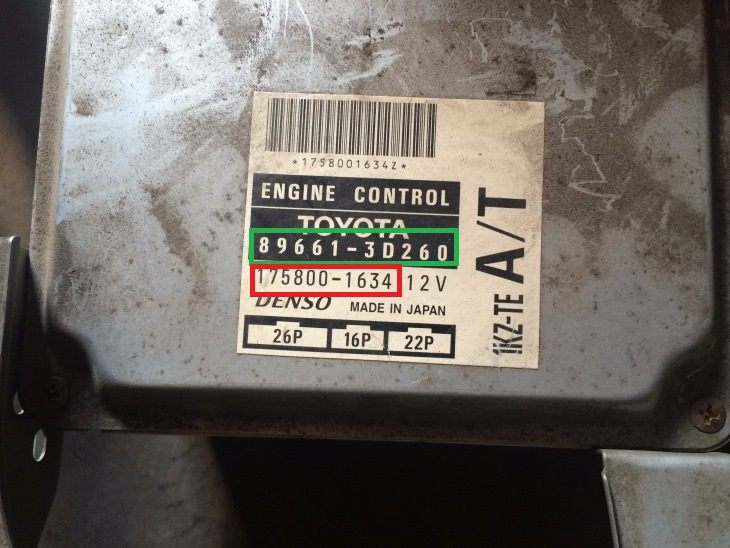 *1758001634Z*
ENGINE CONTROL
TOYOTA
89661-3D260
175800-1634 12V
DENSO MADE IN JAPAN
26P 16P 22P
1KZ-TE A/T